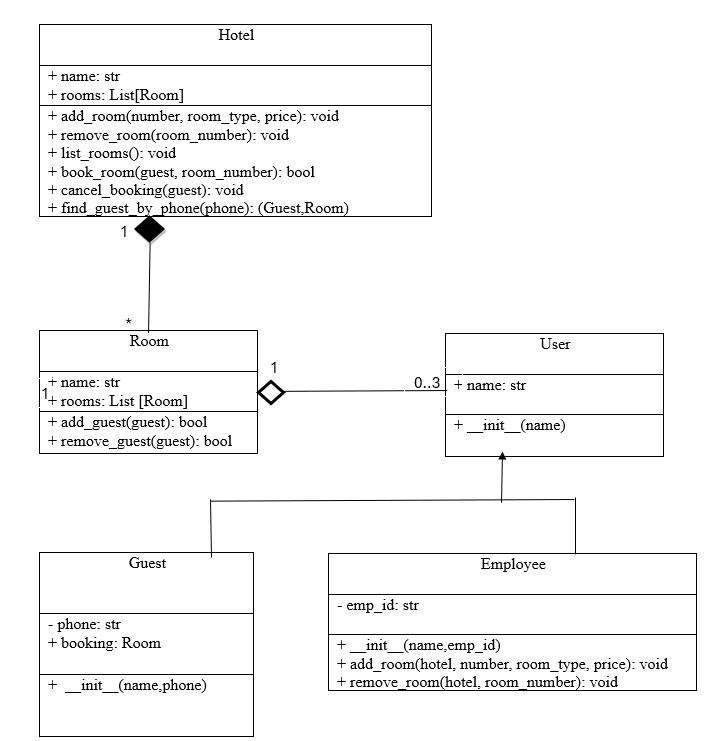 Hotel
+ name: str
+ rooms: List[Room]
+ add_room(number, room_type, price): void
+ remove_room(room_number): void
+ list_rooms(): void
+ book_room(guest, room_number): bool
+ cancel_booking(guest): void
+ find_guest_by_phone(phone): (Guest,Room)
1
*
Room
+ name: str
1
+ rooms: List [Room]
+ add_guest(guest): bool
+ remove_guest(guest): bool
1
0..3
User
+ name: str
+ __init__(name)
Guest
- phone: str
+ booking: Room
+ __init__(name,phone)
Employee
- emp_id: str
+ __init__(name,emp_id)
+ add_room(hotel, number, room_type, price): void
+ remove_room(hotel, room_number): void